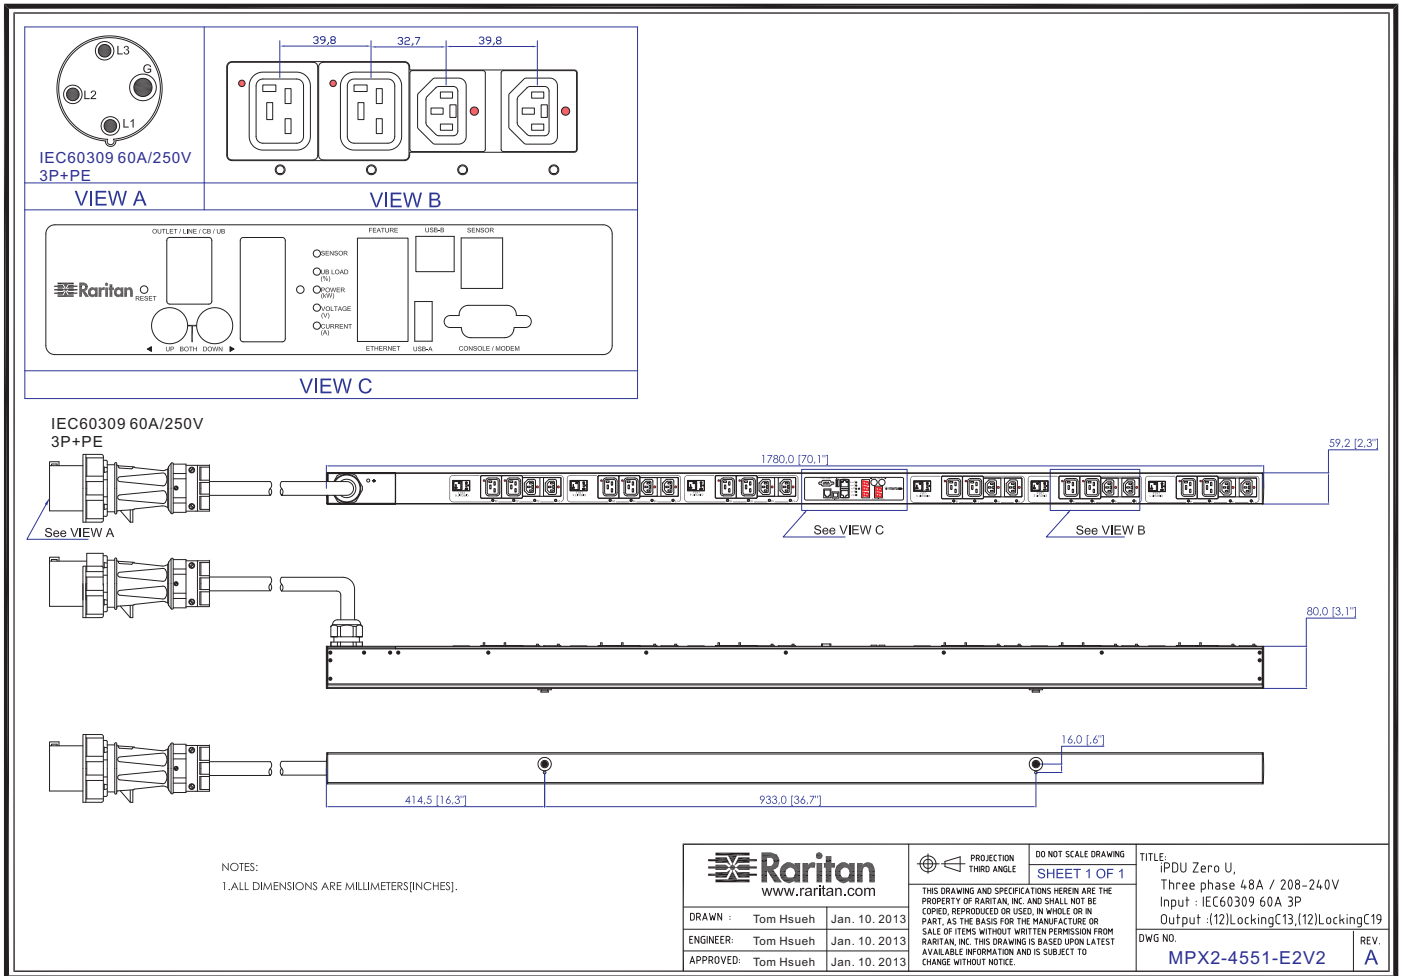 L3
G
L2
L1
IEC60309 60A/250V
3P+PE
VIEW A
39,8
32,7
39,8
VIEW B
OUTLET / LINE / CB / UB
FEATURE
USB-B
SENSOR
Raritan
RESET
SENSOR
UB LOAD
(%)
POWER
(kW)
VOLTAGE
(V)
CURRENT
(A)
UP BOTH DOWN
ETHERNET
USB-A
CONSOLE / MODEM
VIEW C
IEC60309 60A/250V
3P+PE
1780,0 [70,1"]
59,2 [2,3"]
See VIEW A
See VIEW C
See VIEW B
80,0 [3,1"]
16,0 [,6"]
414,5 [16,3"]
933,0 [36,7"]
NOTES:
1.ALL DIMENSIONS ARE MILLIMETERS[INCHES].
Raritan
www.raritan.com
DRAWN : Tom Hsueh Jan. 10. 2013
ENGINEER: Tom Hsueh Jan. 10. 2013
APPROVED: Tom Hsueh Jan. 10. 2013
PROJECTION
THIRD ANGLE
DO NOT SCALE DRAWING
SHEET 1 OF 1
THIS DRAWING AND SPECIFICATIONS HEREIN ARE THE
PROPERTY OF RARITAN, INC. AND SHALL NOT BE
COPIED, REPRODUCED OR USED, IN WHOLE OR IN
PART, AS THE BASIS FOR THE MANUFACTURE OR
SALE OF ITEMS WITHOUT WRITTEN PERMISSION FROM
RARITAN, INC. THIS DRAWING IS BASED UPON LATEST
AVAILABLE INFORMATION AND IS SUBJECT TO
CHANGE WITHOUT NOTICE.
TITLE:
iPDU Zero U,
Three phase 48A / 208-240V
Input : IEC60309 60A 3P
Output :(12)LockingC13,(12)LockingC19
DWG NO.
MPX2-4551-E2V2
REV.
A